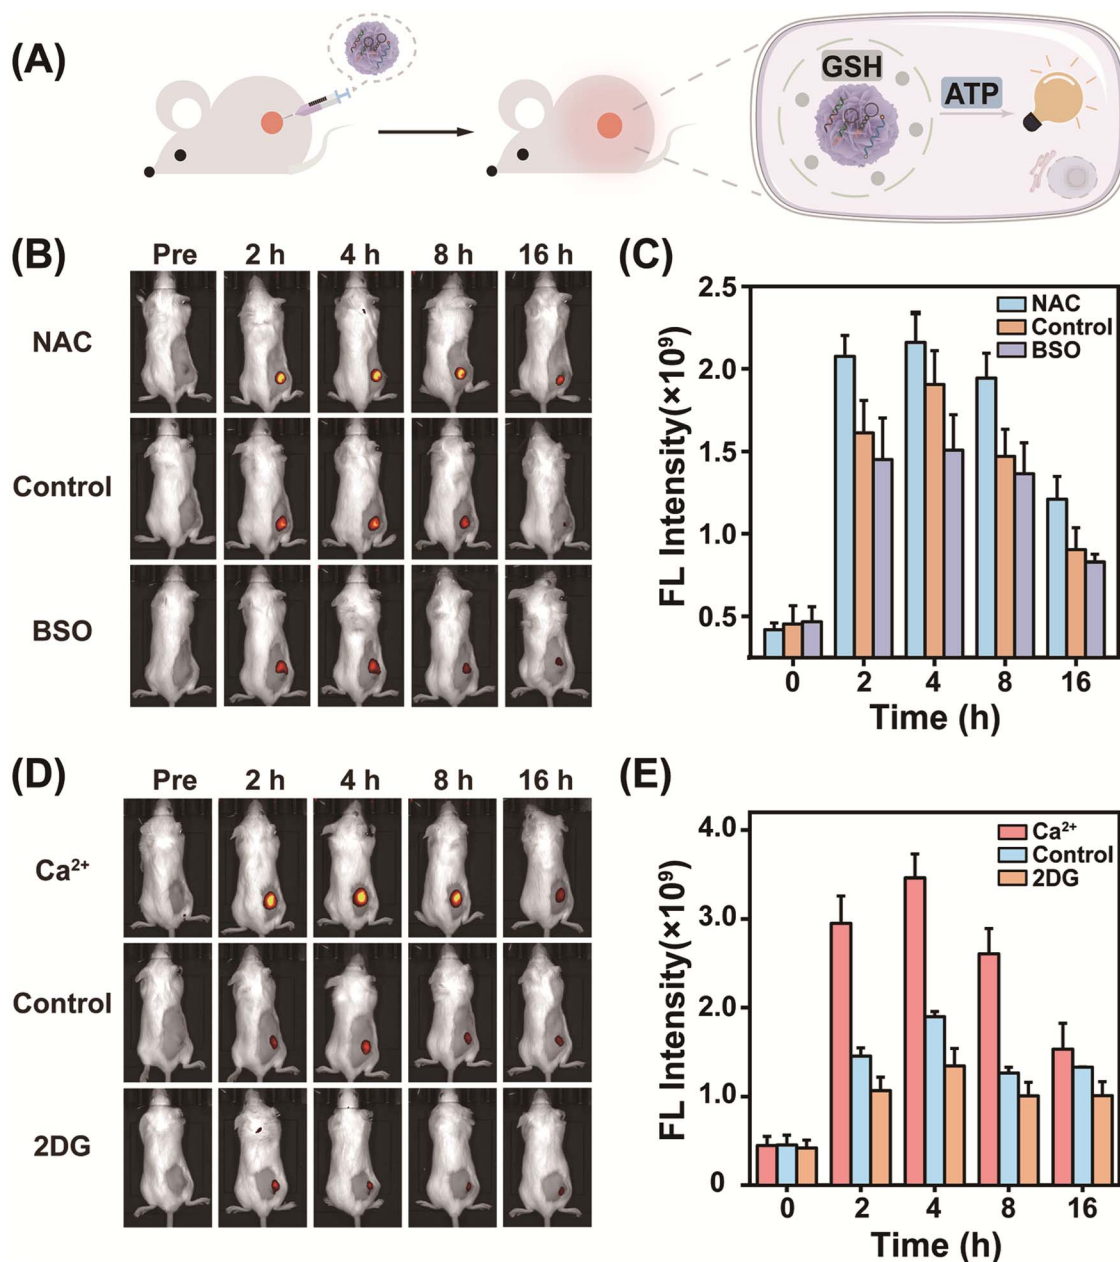 (A)
GSH
ATP
(B)
Pre 2 h 4 h 8 h 16 h
NAC
Control
BSO
(C)
2.5
2.0
1.5
1.0
0.5
FL Intensity(×10⁹)
NAC
Control
BSO
0 2 4 8 16
Time (h)
(D)
Pre 2 h 4 h 8 h 16 h
Ca²⁺
Control
2DG
(E)
4.0
3.0
2.0
1.0
0
FL Intensity(×10⁹)
Ca²⁺
Control
2DG
0 2 4 8 16
Time (h)